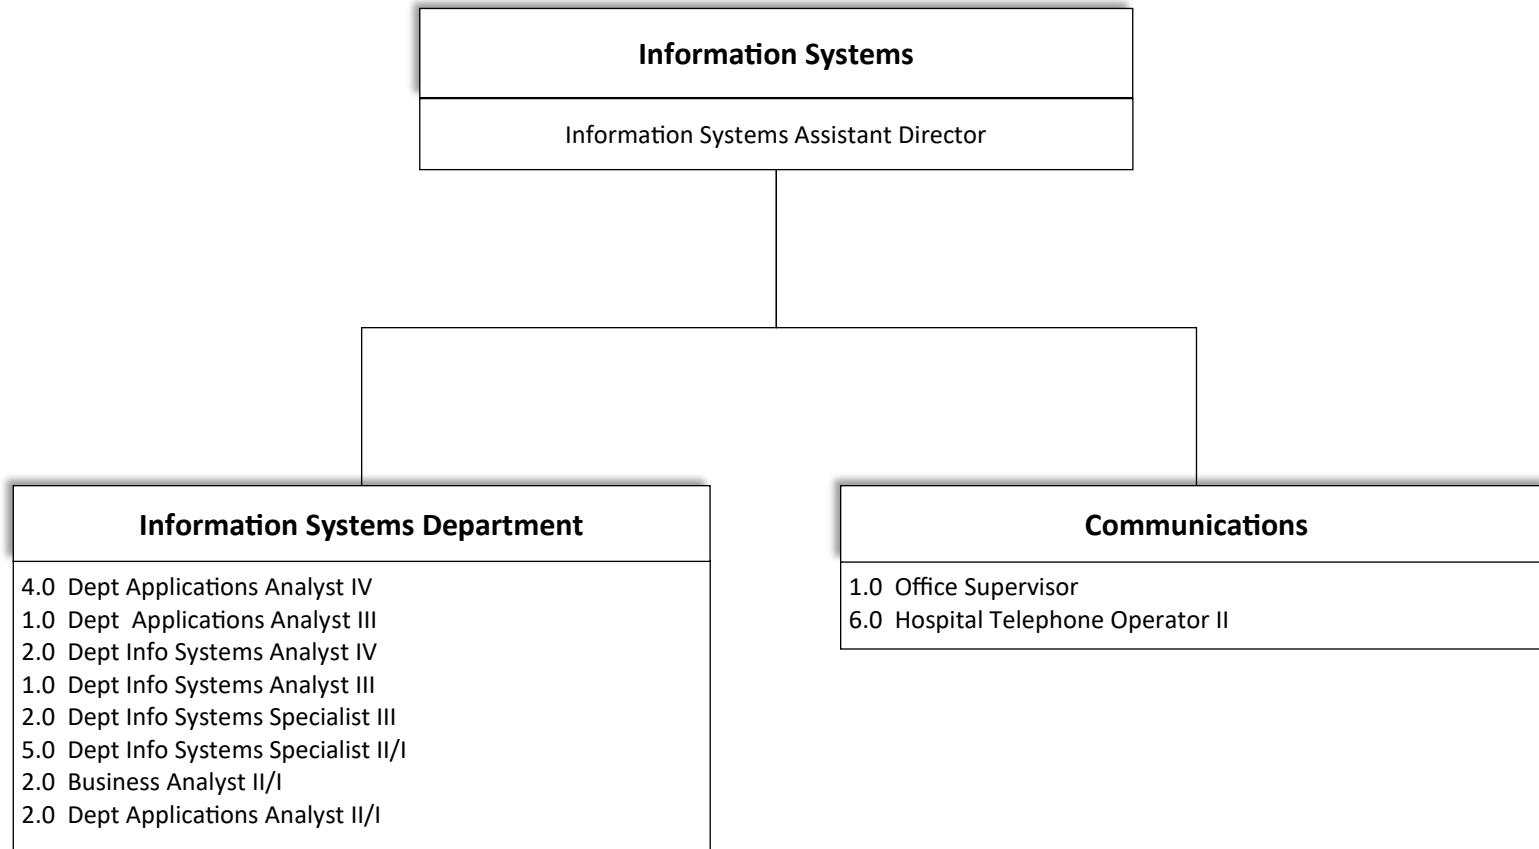 Information Systems
Information Systems Assistant Director
Information Systems Department
4.0 Dept Applications Analyst IV
1.0 Dept Applications Analyst III
2.0 Dept Info Systems Analyst IV
1.0 Dept Info Systems Analyst III
2.0 Dept Info Systems Specialist III
5.0 Dept Info Systems Specialist II/I
2.0 Business Analyst II/I
2.0 Dept Applications Analyst II/I
Communications
1.0 Office Supervisor
6.0 Hospital Telephone Operator II